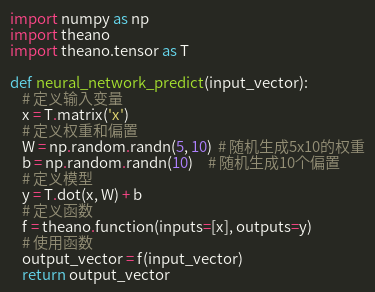 import numpy as np
import theano
import theano.tensor as T

def neural_network_predict(input_vector):
    # 定义输入变量
    x = T.matrix('x')
    # 定义权重和偏置
    W = np.random.randn(5, 10)  # 随机生成5x10的权重
    b = np.random.randn(10)    # 随机生成10个偏置
    # 定义模型
    y = T.dot(x, W) + b
    # 定义函数
    f = theano.function(inputs=[x], outputs=y)
    # 使用函数
    output_vector = f(input_vector)
    return output_vector